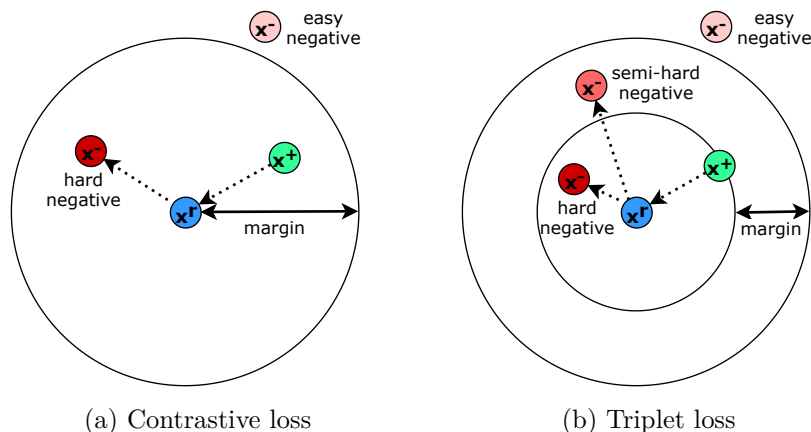 x⁻
easy
negative
x⁻
hard
negative
x⁺
xʳ
margin
(a) Contrastive loss
x⁻
easy
negative
x⁻
semi-hard
negative
x⁻
hard
negative
x⁺
xʳ
margin
(b) Triplet loss